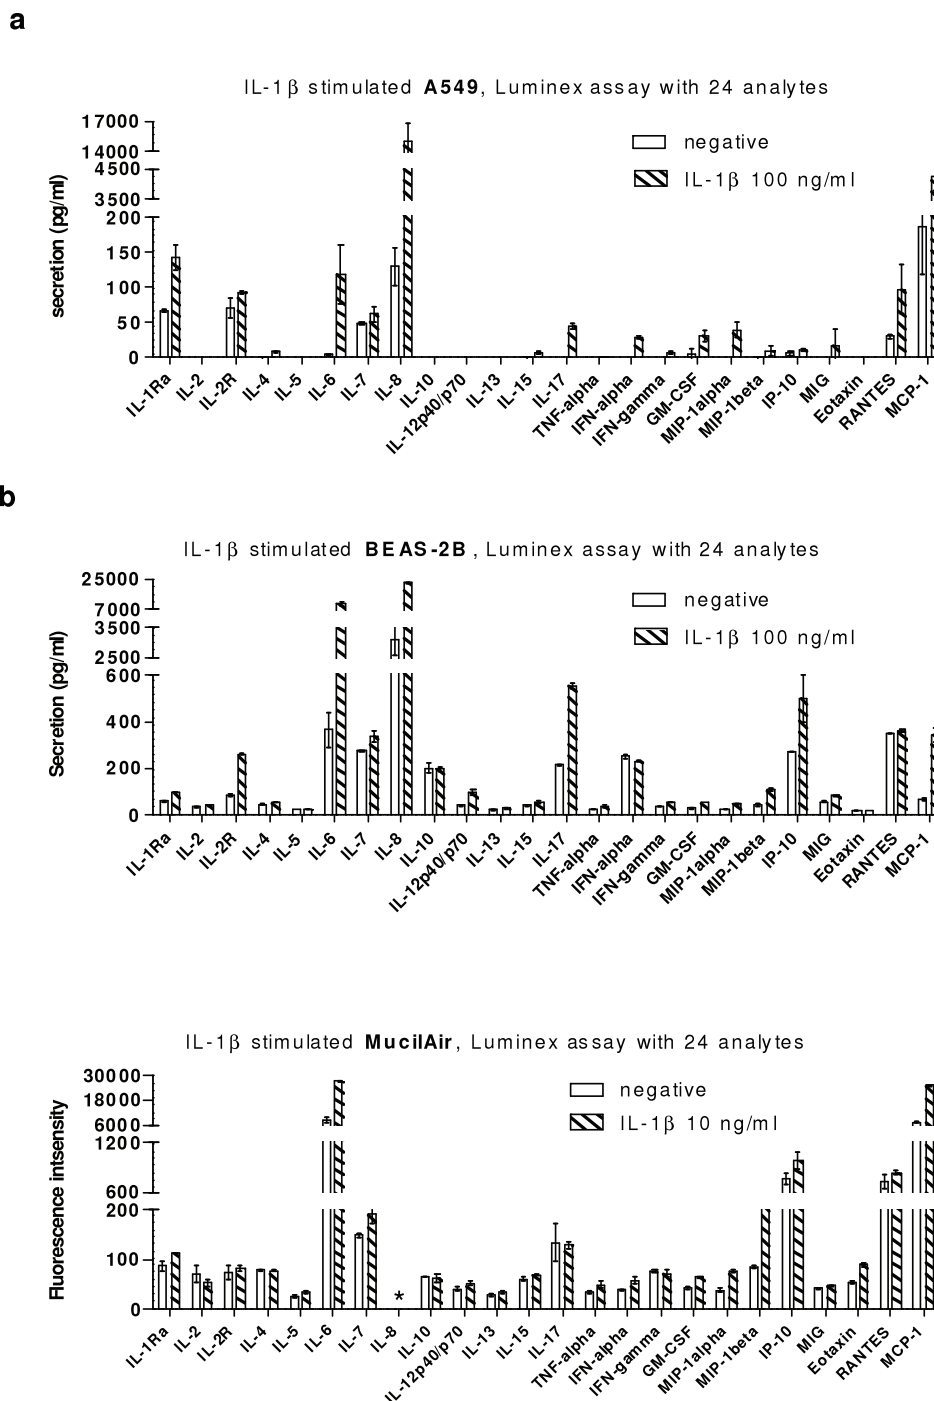 a
IL-1β stimulated A549, Luminex assay with 24 analytes
negative
IL-1β 100 ng/ml
secretion (pg/ml)
17000
14000
4500
3500
200
150
100
50
0
IL-1Ra
IL-2
IL-2R
IL-4
IL-5
IL-6
IL-7
IL-8
IL-10
IL-12p40/p70
IL-13
IL-15
IL-17
TNF-alpha
IFN-alpha
IFN-gamma
GM-CSF
MIP-1alpha
MIP-1beta
IP-10
MIG
Eotaxin
RANTES
MCP-1
b
IL-1β stimulated BEAS-2B, Luminex assay with 24 analytes
negative
IL-1β 100 ng/ml
Secretion (pg/ml)
25000
7000
3500
2500
600
400
200
0
IL-1Ra
IL-2
IL-2R
IL-4
IL-5
IL-6
IL-7
IL-8
IL-10
IL-12p40/p70
IL-13
IL-15
IL-17
TNF-alpha
IFN-alpha
IFN-gamma
GM-CSF
MIP-1alpha
MIP-1beta
IP-10
MIG
Eotaxin
RANTES
MCP-1
IL-1β stimulated MucilAir, Luminex assay with 24 analytes
negative
IL-1β 10 ng/ml
Fluorescence intsensity
30000
18000
6000
1200
600
200
100
0
*
IL-1Ra
IL-2
IL-2R
IL-4
IL-5
IL-6
IL-7
IL-8
IL-10
IL-12p40/p70
IL-13
IL-15
IL-17
TNF-alpha
IFN-alpha
IFN-gamma
GM-CSF
MIP-1alpha
MIP-1beta
IP-10
MIG
Eotaxin
RANTES
MCP-1